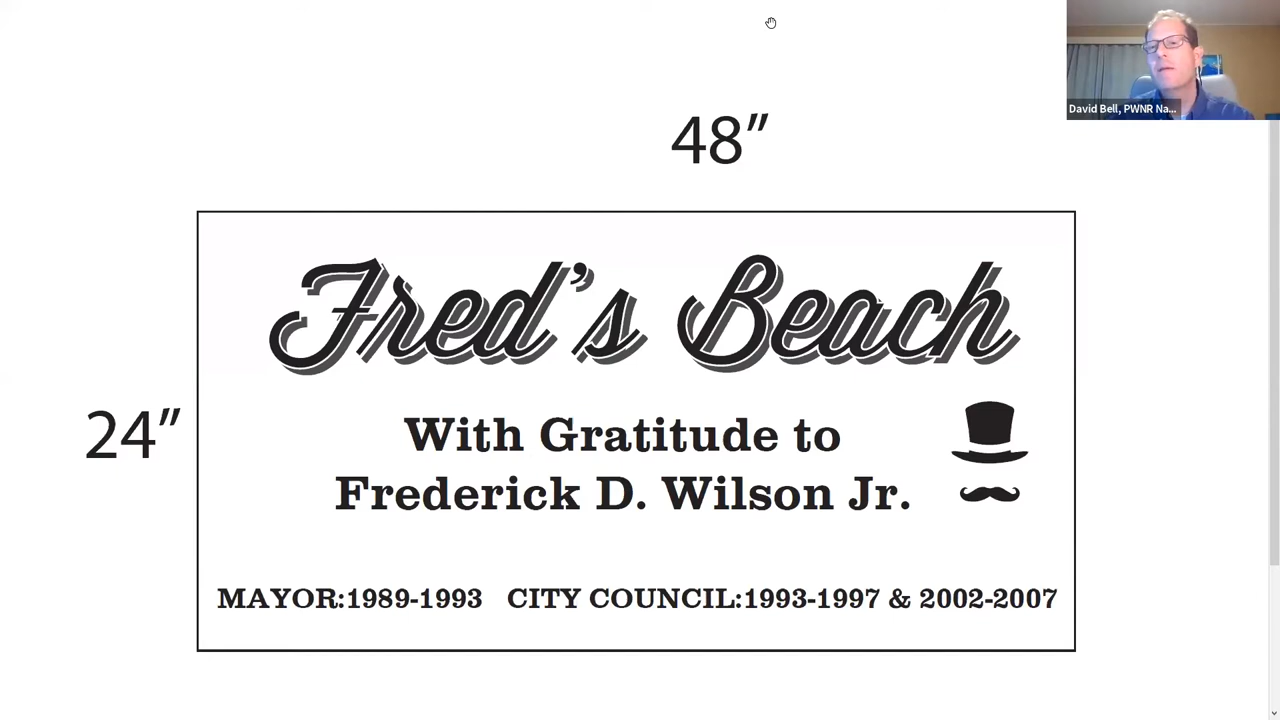 David Bell, PWNR Na...
48”
Fred’s Beach
24”
With Gratitude to
Frederick D. Wilson Jr.
MAYOR:1989-1993 CITY COUNCIL:1993-1997 & 2002-2007